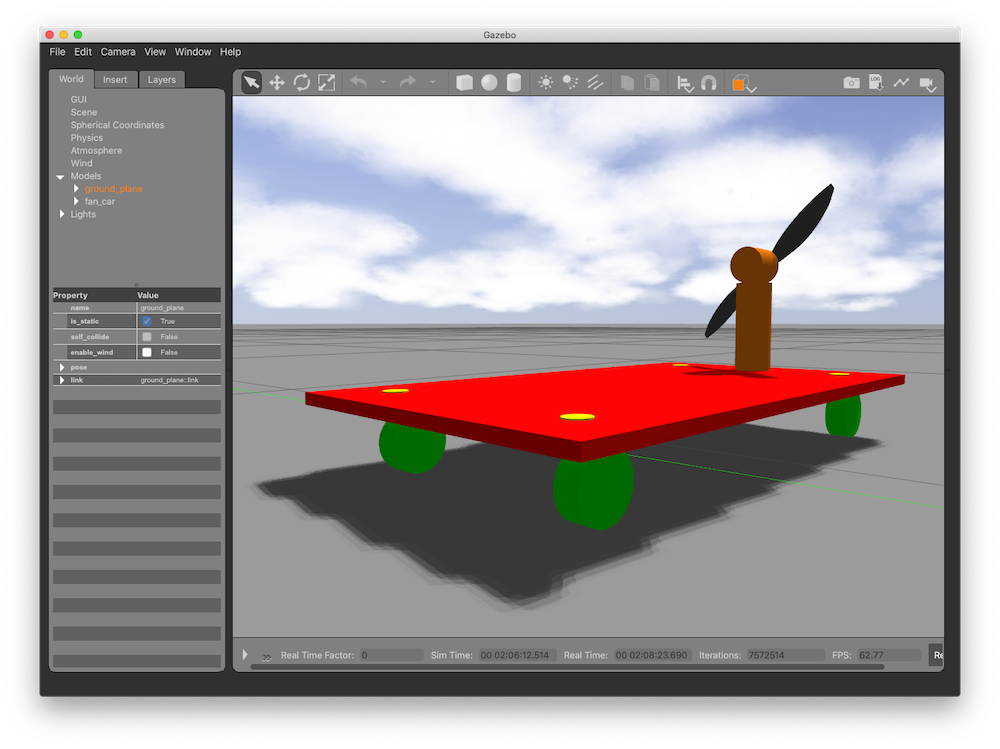 Gazebo
File Edit Camera View Window Help
World Insert Layers
GUI
Scene
Spherical Coordinates
Physics
Atmosphere
Wind
Models
ground_plane
fan_car
Lights
Property Value
name ground_plane
is_static True
self_collide False
enable_wind False
pose
link ground_plane::link
LOG
Real Time Factor: 0 Sim Time: 00 02:06:12.514 Real Time: 00 02:08:23.690 Iterations: 7572514 FPS: 62.77 Re